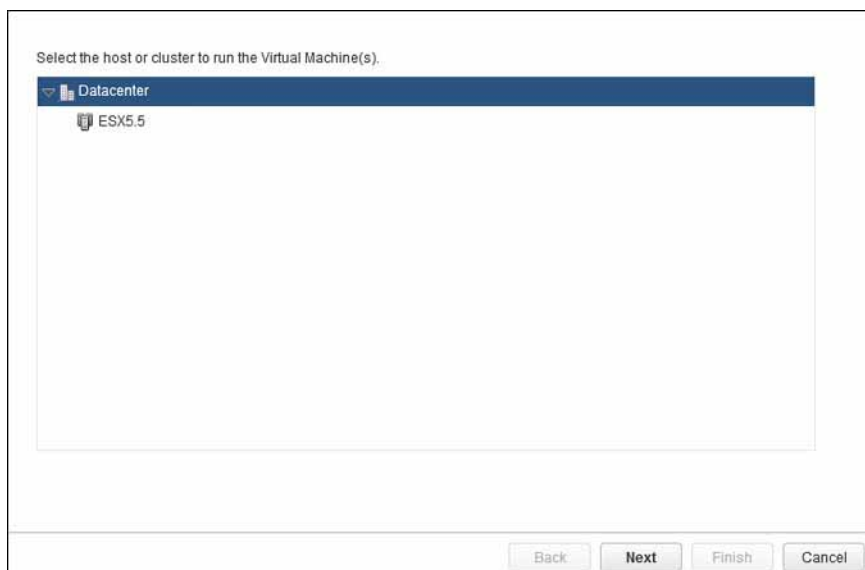 Select the host or cluster to run the Virtual Machine(s).
Datacenter
ESX5.5
Back Next Finish Cancel